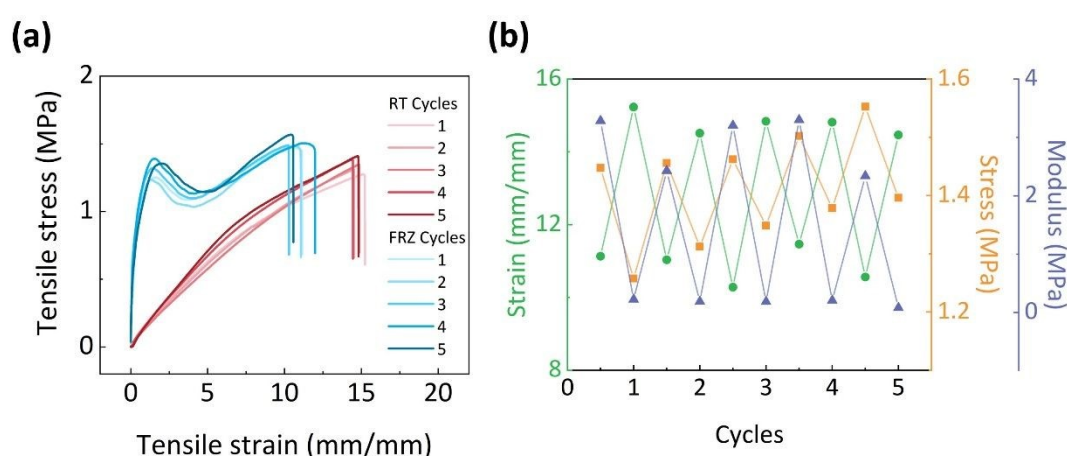 (a)
Tensile stress (MPa)
2
1
0
0 5 10 15 20
Tensile strain (mm/mm)
RT Cycles
1
2
3
4
5
FRZ Cycles
1
2
3
4
5
(b)
Strain (mm/mm)
16
12
8
0 1 2 3 4 5
Cycles
1.6
1.4
1.2
Stress (MPa)
4
2
0
Modulus (MPa)